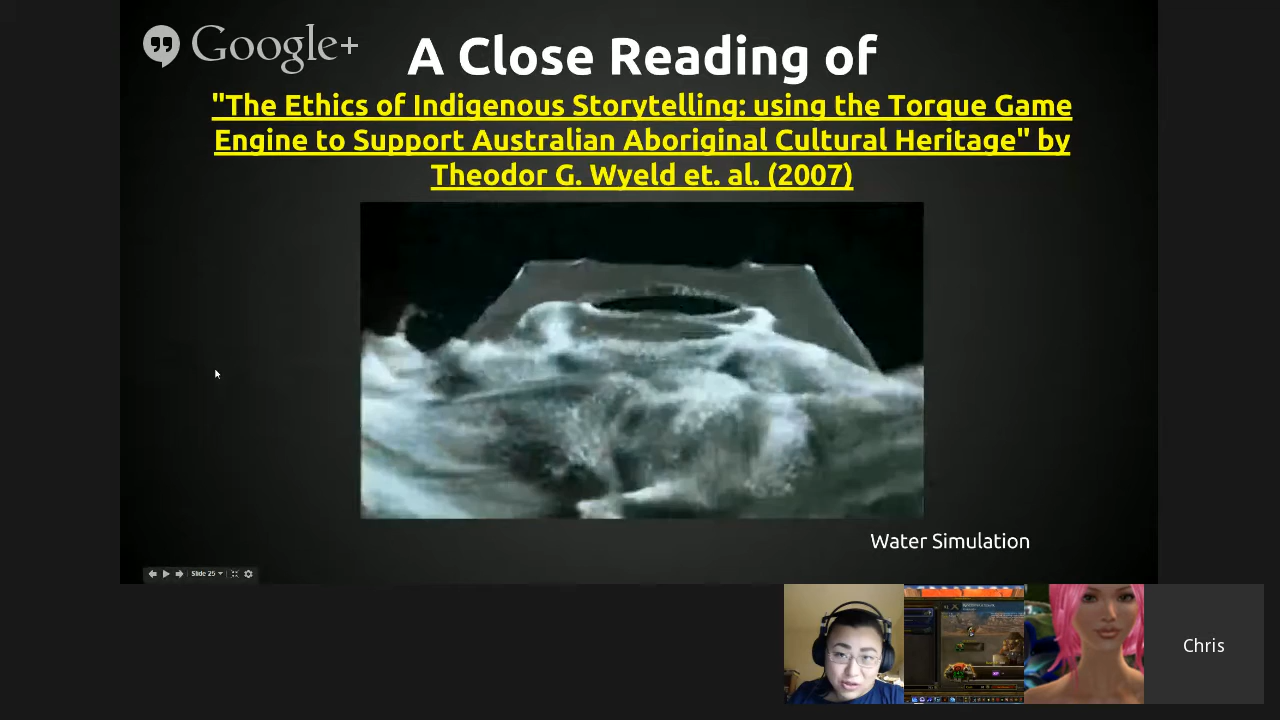 Google+
A Close Reading of
"The Ethics of Indigenous Storytelling: using the Torque Game
Engine to Support Australian Aboriginal Cultural Heritage" by
Theodor G. Wyeld et. al. (2007)
Water Simulation
Slide 25
Chris